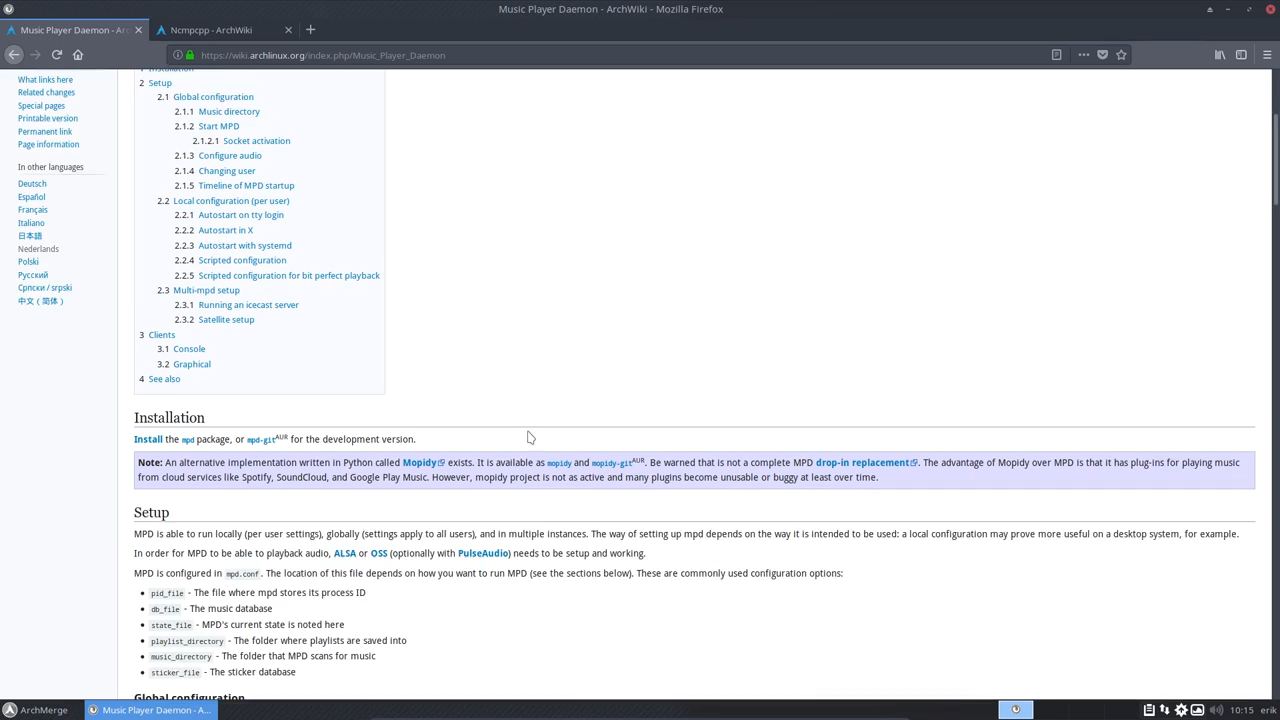 Music Player Daemon - ArchWiki - Mozilla Firefox
Music Player Daemon - Arc
Ncmpcpp - ArchWiki
https://wiki.archlinux.org/index.php/Music_Player_Daemon
What links here
Related changes
Special pages
Printable version
Permanent link
Page information
In other languages
Deutsch
Español
Français
Italiano
日本語
Nederlands
Polski
Русский
Српски / srpski
中文（简体）
1 Installation
2 Setup
2.1 Global configuration
2.1.1 Music directory
2.1.2 Start MPD
2.1.2.1 Socket activation
2.1.3 Configure audio
2.1.4 Changing user
2.1.5 Timeline of MPD startup
2.2 Local configuration (per user)
2.2.1 Autostart on tty login
2.2.2 Autostart in X
2.2.3 Autostart with systemd
2.2.4 Scripted configuration
2.2.5 Scripted configuration for bit perfect playback
2.3 Multi-mpd setup
2.3.1 Running an icecast server
2.3.2 Satellite setup
3 Clients
3.1 Console
3.2 Graphical
4 See also
Installation
Install the mpd package, or mpd-gitAUR for the development version.
Note: An alternative implementation written in Python called Mopidy exists. It is available as mopidy and mopidy-gitAUR. Be warned that is not a complete MPD drop-in replacement. The advantage of Mopidy over MPD is that it has plug-ins for playing music
from cloud services like Spotify, SoundCloud, and Google Play Music. However, mopidy project is not as active and many plugins become unusable or buggy at least over time.
Setup
MPD is able to run locally (per user settings), globally (settings apply to all users), and in multiple instances. The way of setting up mpd depends on the way it is intended to be used: a local configuration may prove more useful on a desktop system, for example.
In order for MPD to be able to playback audio, ALSA or OSS (optionally with PulseAudio) needs to be setup and working.
MPD is configured in mpd.conf. The location of this file depends on how you want to run MPD (see the sections below). These are commonly used configuration options:
• pid_file - The file where mpd stores its process ID
• db_file - The music database
• state_file - MPD's current state is noted here
• playlist_directory - The folder where playlists are saved into
• music_directory - The folder that MPD scans for music
• sticker_file - The sticker database
Global configuration
ArchMerge
Music Player Daemon - A...
10:15 erik